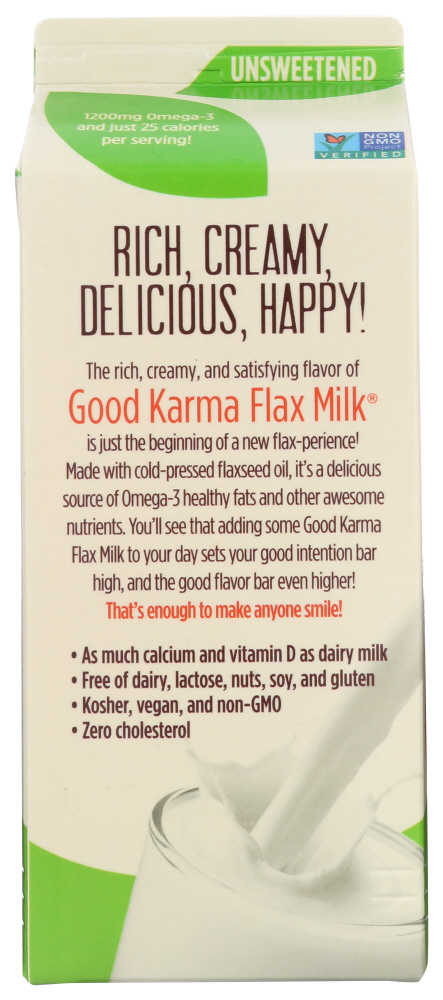 UNSWEETENED
1200mg Omega-3
and just 25 calories
per serving!
NON
GMO
Project
VERIFIED
RICH, CREAMY,
DELICIOUS, HAPPY!
The rich, creamy, and satisfying flavor of
Good Karma Flax Milk®
is just the beginning of a new flax-perience!
Made with cold-pressed flaxseed oil, it's a delicious
source of Omega-3 healthy fats and other awesome
nutrients. You'll see that adding some Good Karma
Flax Milk to your day sets your good intention bar
high, and the good flavor bar even higher!
That's enough to make anyone smile!
• As much calcium and vitamin D as dairy milk
• Free of dairy, lactose, nuts, soy, and gluten
• Kosher, vegan, and non-GMO
• Zero cholesterol